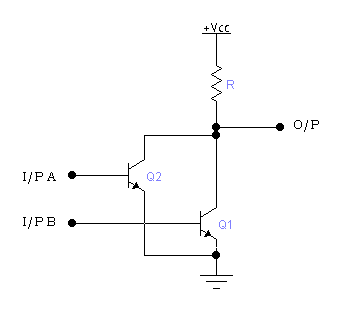 +Vcc
R
O/P
I/P A
Q2
I/P B
Q1